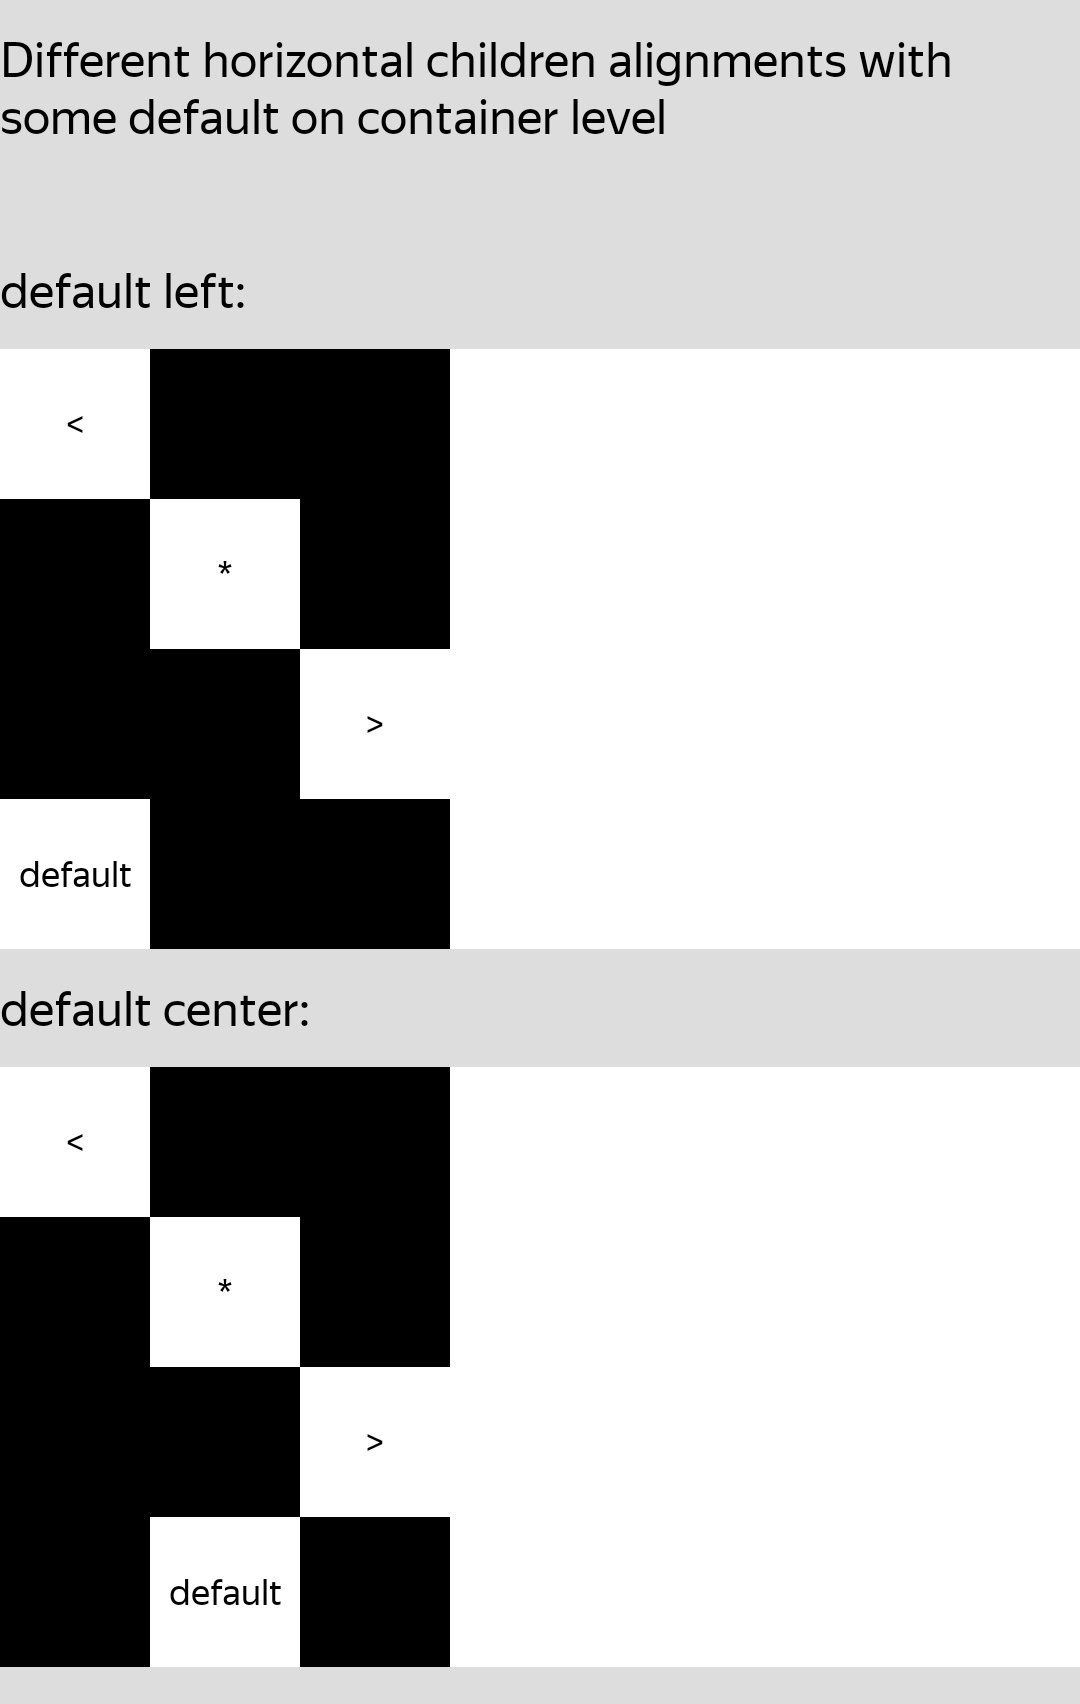 Different horizontal children alignments with
some default on container level
default left:
<
*
>
default
default center:
<
*
>
default